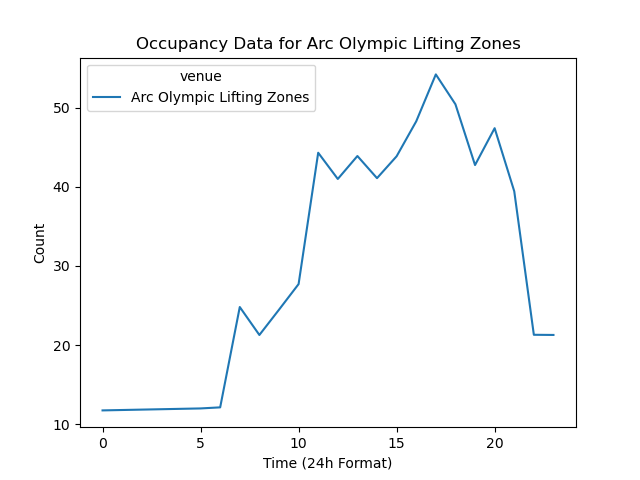 Occupancy Data for Arc Olympic Lifting Zones
venue
Arc Olympic Lifting Zones
50
40
30
20
10
Count
0 5 10 15 20
Time (24h Format)